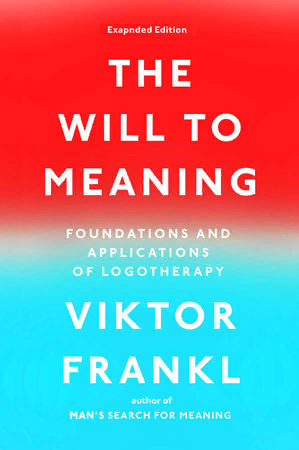 Exapnded Edition
THE
WILL TO
MEANING
FOUNDATIONS AND
APPLICATIONS
OF LOGOTHERAPY
VIKTOR
FRANKL
author of
MAN'S SEARCH FOR MEANING